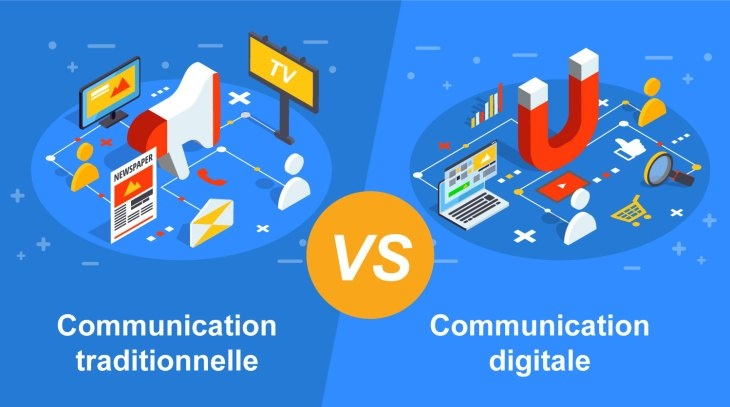 TV
NEWSPAPER
VS
Communication
traditionnelle
Communication
digitale